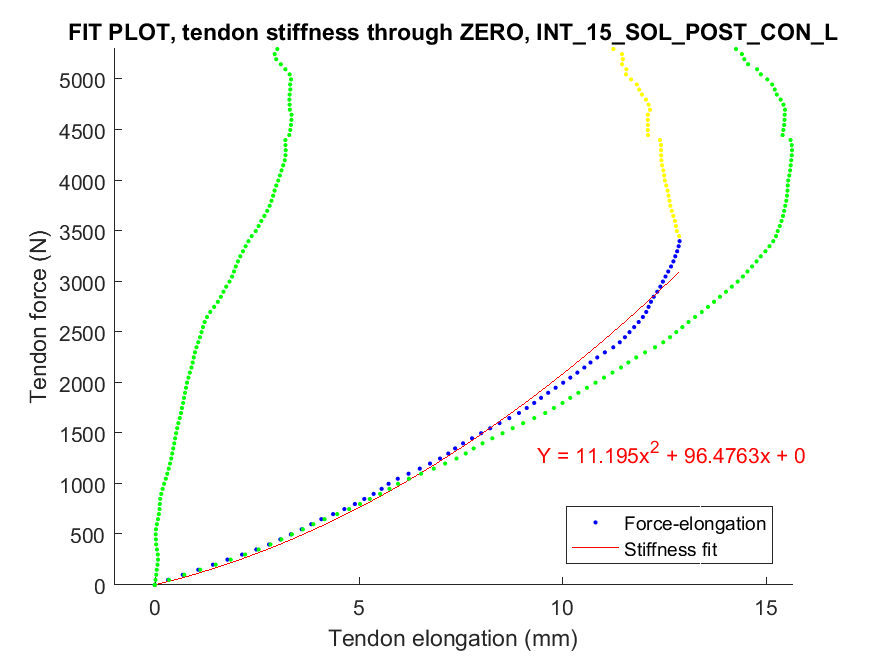 FIT PLOT, tendon stiffness through ZERO, INT_15_SOL_POST_CON_L
5000
4500
4000
3500
3000
2500
2000
1500
1000
500
0
Tendon force (N)
Y = 11.195x² + 96.4763x + 0
Force-elongation
Stiffness fit
0 5 10 15
Tendon elongation (mm)